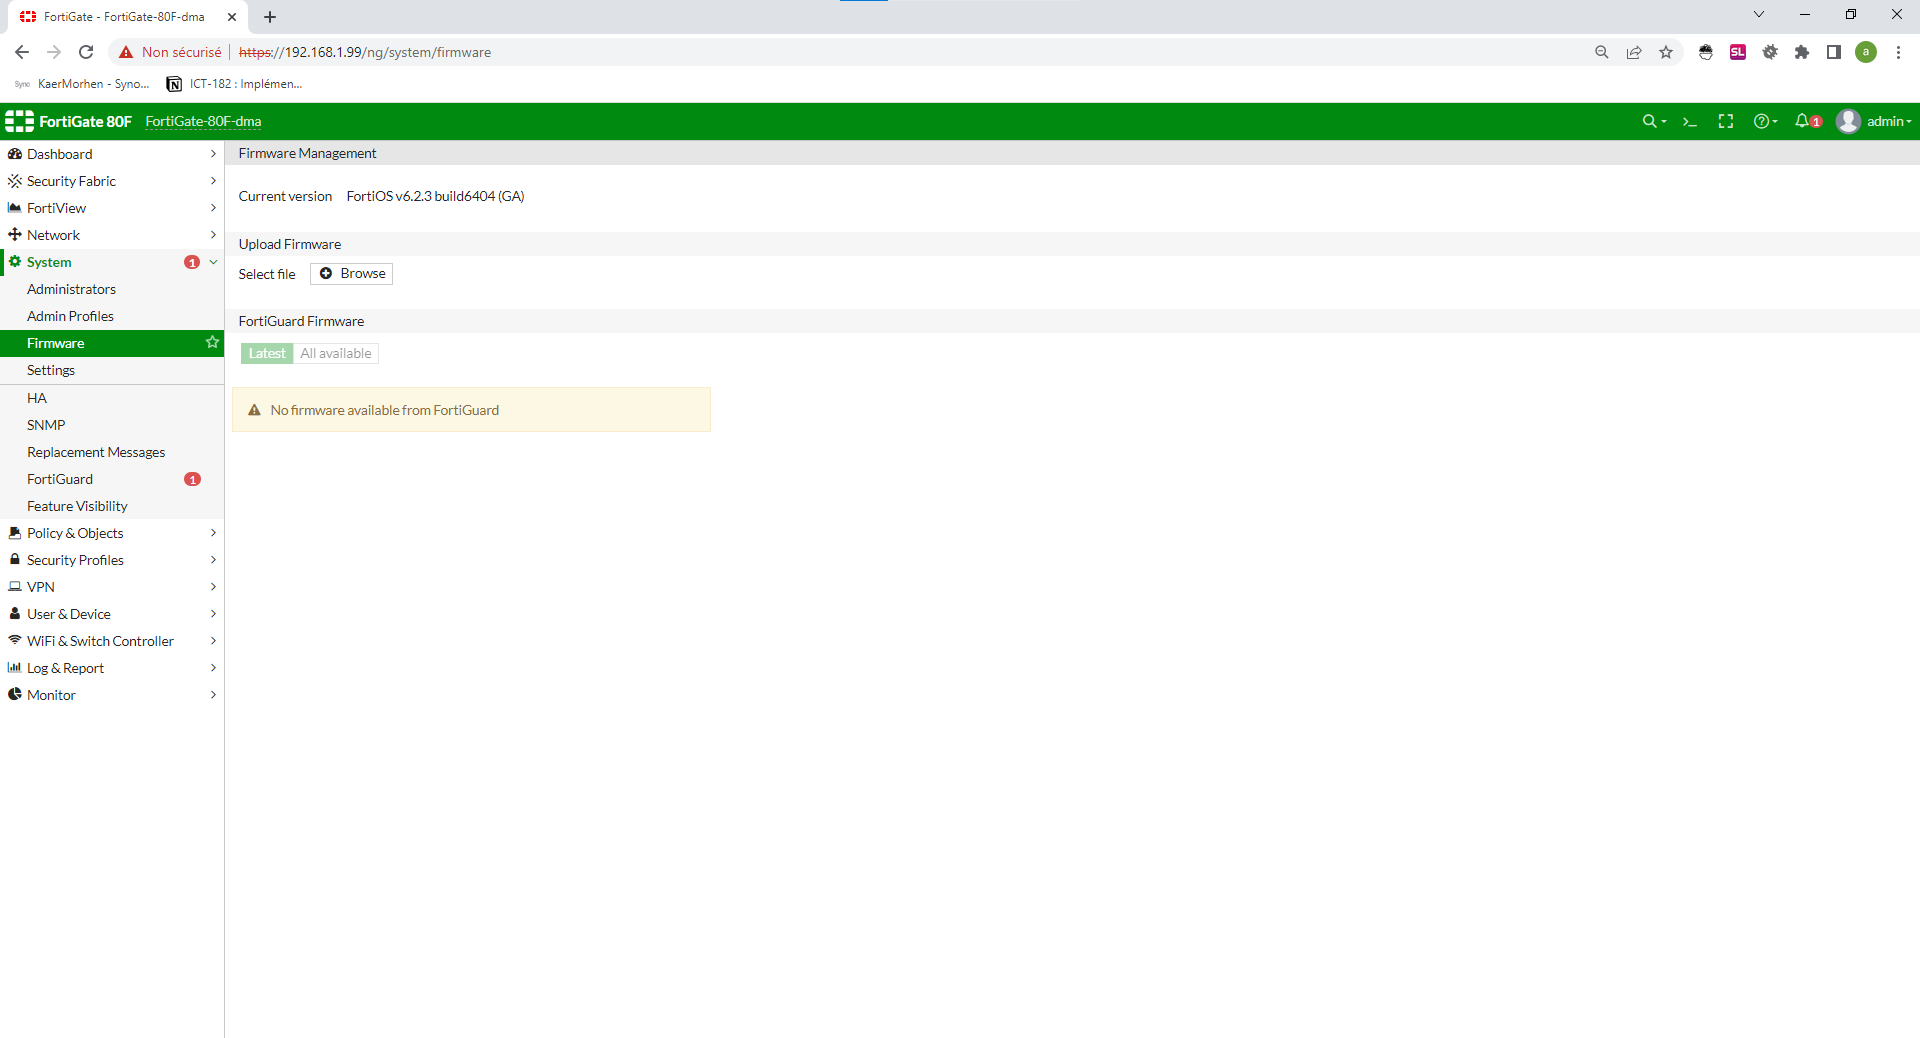 FortiGate - FortiGate-80F-dma
Non sécurisé
https://192.168.1.99/ng/system/firmware
SL
a
Sync
KaerMorhen - Syno...
ICT-182 : Implémen...
FortiGate 80F
FortiGate-80F-dma
1
admin
Dashboard
Security Fabric
FortiView
Network
System
1
Administrators
Admin Profiles
Firmware
Settings
HA
SNMP
Replacement Messages
FortiGuard
1
Feature Visibility
Policy & Objects
Security Profiles
VPN
User & Device
WiFi & Switch Controller
Log & Report
Monitor
Firmware Management
Current version FortiOS v6.2.3 build6404 (GA)
Upload Firmware
Select file Browse
FortiGuard Firmware
Latest All available
No firmware available from FortiGuard